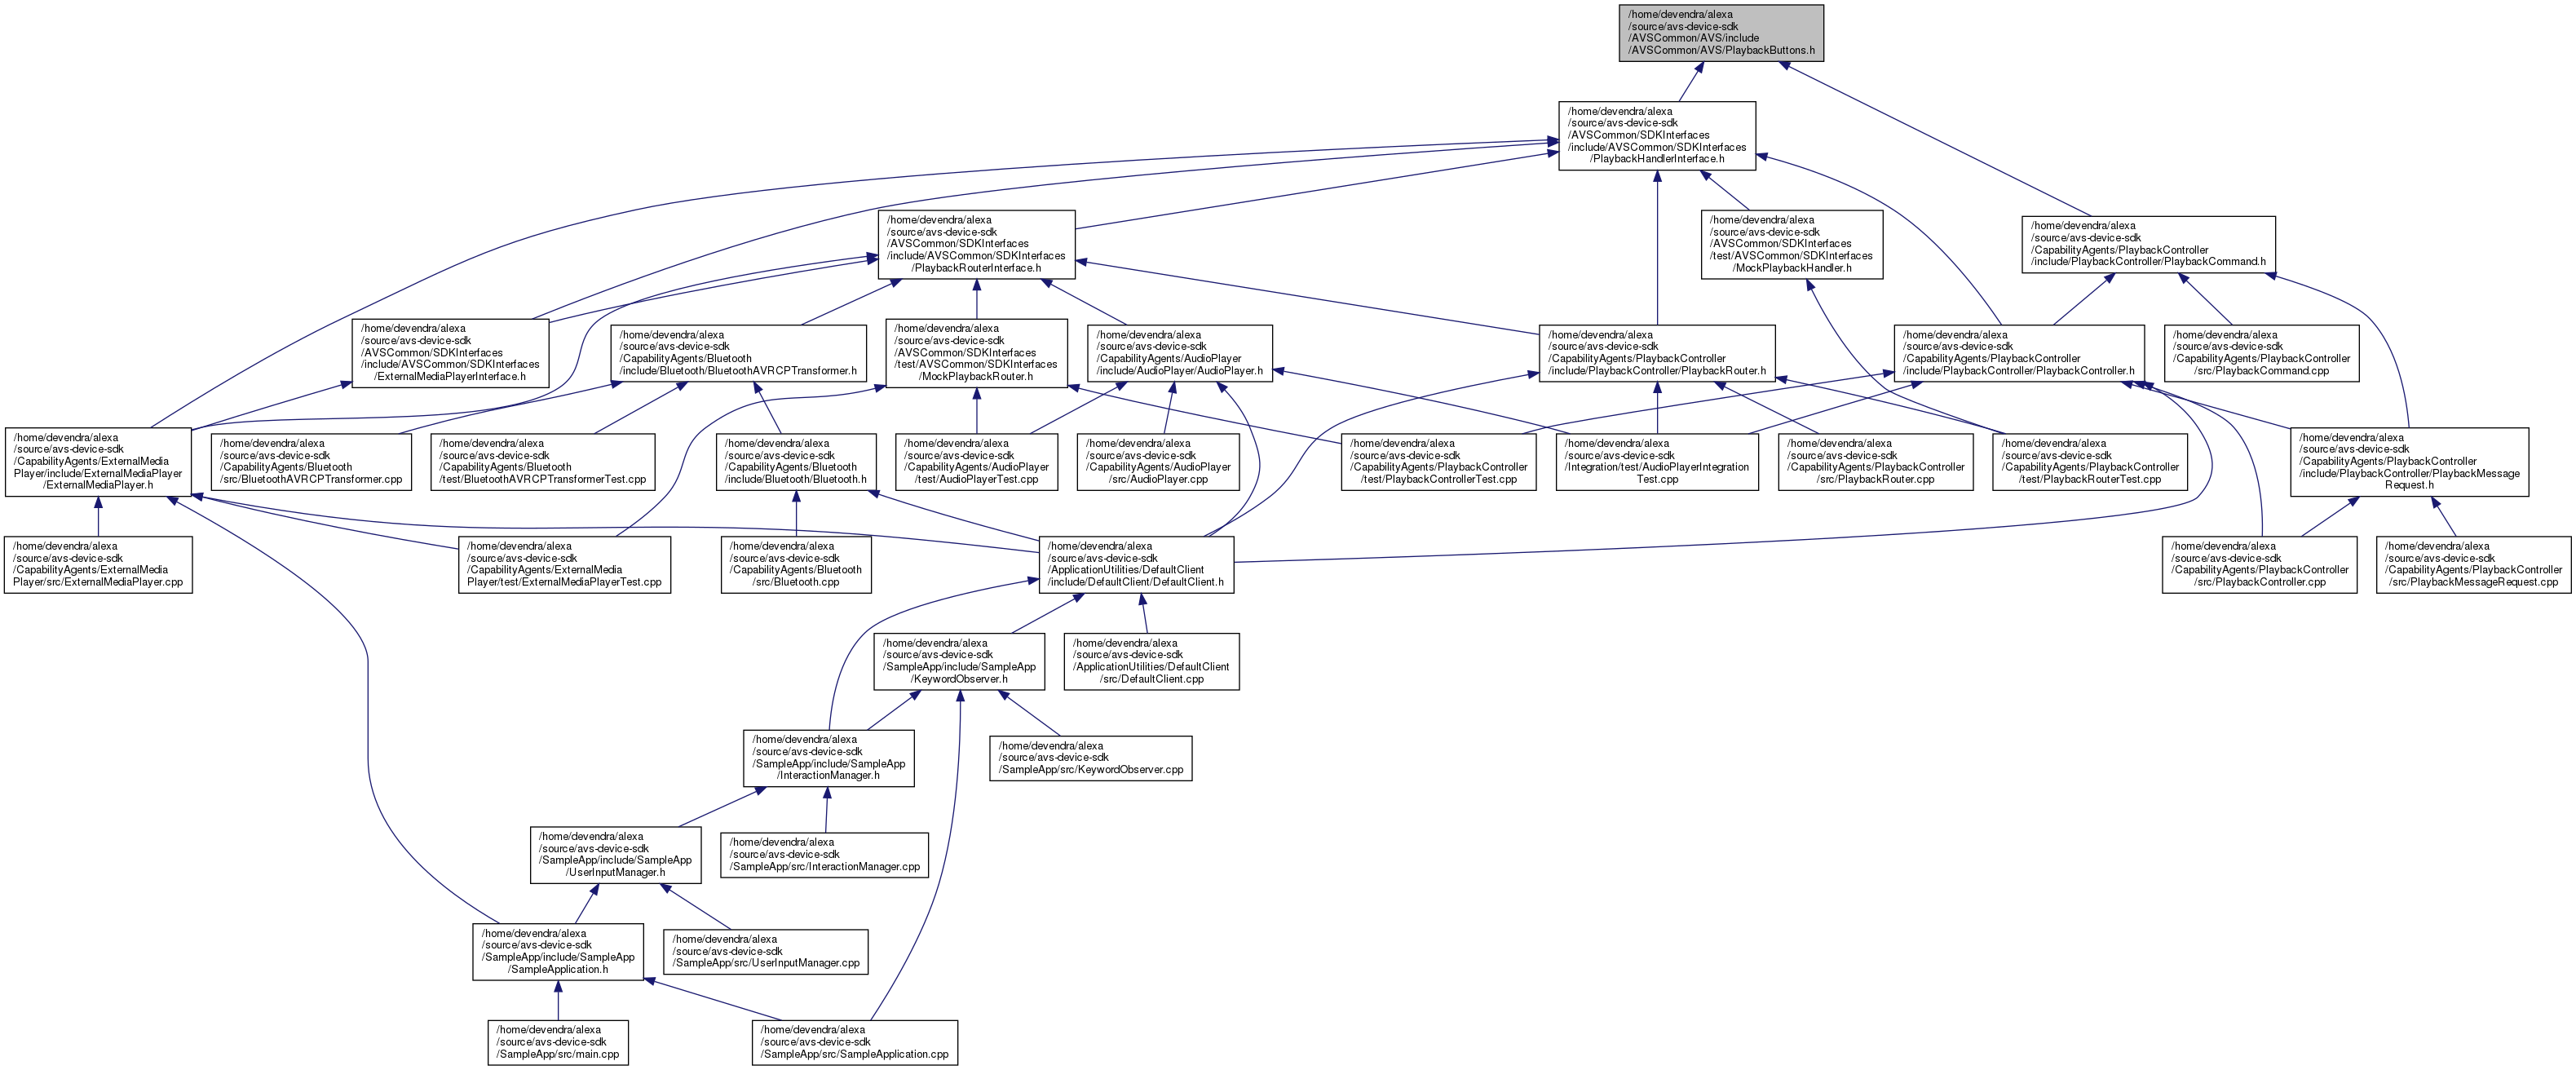 /home/devendra/alexa
/source/avs-device-sdk
/AVSCommon/AVS/include
/AVSCommon/AVS/PlaybackButtons.h
/home/devendra/alexa
/source/avs-device-sdk
/AVSCommon/SDKInterfaces
/include/AVSCommon/SDKInterfaces
/PlaybackHandlerInterface.h
/home/devendra/alexa
/source/avs-device-sdk
/AVSCommon/SDKInterfaces
/include/AVSCommon/SDKInterfaces
/PlaybackRouterInterface.h
/home/devendra/alexa
/source/avs-device-sdk
/AVSCommon/SDKInterfaces
/test/AVSCommon/SDKInterfaces
/MockPlaybackHandler.h
/home/devendra/alexa
/source/avs-device-sdk
/CapabilityAgents/PlaybackController
/include/PlaybackController/PlaybackCommand.h
/home/devendra/alexa
/source/avs-device-sdk
/AVSCommon/SDKInterfaces
/include/AVSCommon/SDKInterfaces
/ExternalMediaPlayerInterface.h
/home/devendra/alexa
/source/avs-device-sdk
/CapabilityAgents/Bluetooth
/include/Bluetooth/BluetoothAVRCPTransformer.h
/home/devendra/alexa
/source/avs-device-sdk
/AVSCommon/SDKInterfaces
/test/AVSCommon/SDKInterfaces
/MockPlaybackRouter.h
/home/devendra/alexa
/source/avs-device-sdk
/CapabilityAgents/AudioPlayer
/include/AudioPlayer/AudioPlayer.h
/home/devendra/alexa
/source/avs-device-sdk
/CapabilityAgents/PlaybackController
/include/PlaybackController/PlaybackRouter.h
/home/devendra/alexa
/source/avs-device-sdk
/CapabilityAgents/PlaybackController
/include/PlaybackController/PlaybackController.h
/home/devendra/alexa
/source/avs-device-sdk
/CapabilityAgents/PlaybackController
/src/PlaybackCommand.cpp
/home/devendra/alexa
/source/avs-device-sdk
/CapabilityAgents/ExternalMedia
Player/include/ExternalMediaPlayer
/ExternalMediaPlayer.h
/home/devendra/alexa
/source/avs-device-sdk
/CapabilityAgents/Bluetooth
/src/BluetoothAVRCPTransformer.cpp
/home/devendra/alexa
/source/avs-device-sdk
/CapabilityAgents/Bluetooth
/test/BluetoothAVRCPTransformerTest.cpp
/home/devendra/alexa
/source/avs-device-sdk
/CapabilityAgents/Bluetooth
/include/Bluetooth/Bluetooth.h
/home/devendra/alexa
/source/avs-device-sdk
/CapabilityAgents/AudioPlayer
/test/AudioPlayerTest.cpp
/home/devendra/alexa
/source/avs-device-sdk
/CapabilityAgents/AudioPlayer
/src/AudioPlayer.cpp
/home/devendra/alexa
/source/avs-device-sdk
/CapabilityAgents/PlaybackController
/test/PlaybackControllerTest.cpp
/home/devendra/alexa
/source/avs-device-sdk
/Integration/test/AudioPlayerIntegration
Test.cpp
/home/devendra/alexa
/source/avs-device-sdk
/CapabilityAgents/PlaybackController
/src/PlaybackRouter.cpp
/home/devendra/alexa
/source/avs-device-sdk
/CapabilityAgents/PlaybackController
/test/PlaybackRouterTest.cpp
/home/devendra/alexa
/source/avs-device-sdk
/CapabilityAgents/PlaybackController
/include/PlaybackController/PlaybackMessage
Request.h
/home/devendra/alexa
/source/avs-device-sdk
/CapabilityAgents/ExternalMedia
Player/src/ExternalMediaPlayer.cpp
/home/devendra/alexa
/source/avs-device-sdk
/CapabilityAgents/ExternalMedia
Player/test/ExternalMediaPlayerTest.cpp
/home/devendra/alexa
/source/avs-device-sdk
/CapabilityAgents/Bluetooth
/src/Bluetooth.cpp
/home/devendra/alexa
/source/avs-device-sdk
/ApplicationUtilities/DefaultClient
/include/DefaultClient/DefaultClient.h
/home/devendra/alexa
/source/avs-device-sdk
/CapabilityAgents/PlaybackController
/src/PlaybackController.cpp
/home/devendra/alexa
/source/avs-device-sdk
/CapabilityAgents/PlaybackController
/src/PlaybackMessageRequest.cpp
/home/devendra/alexa
/source/avs-device-sdk
/SampleApp/include/SampleApp
/KeywordObserver.h
/home/devendra/alexa
/source/avs-device-sdk
/ApplicationUtilities/DefaultClient
/src/DefaultClient.cpp
/home/devendra/alexa
/source/avs-device-sdk
/SampleApp/include/SampleApp
/InteractionManager.h
/home/devendra/alexa
/source/avs-device-sdk
/SampleApp/src/KeywordObserver.cpp
/home/devendra/alexa
/source/avs-device-sdk
/SampleApp/include/SampleApp
/UserInputManager.h
/home/devendra/alexa
/source/avs-device-sdk
/SampleApp/src/InteractionManager.cpp
/home/devendra/alexa
/source/avs-device-sdk
/SampleApp/include/SampleApp
/SampleApplication.h
/home/devendra/alexa
/source/avs-device-sdk
/SampleApp/src/UserInputManager.cpp
/home/devendra/alexa
/source/avs-device-sdk
/SampleApp/src/main.cpp
/home/devendra/alexa
/source/avs-device-sdk
/SampleApp/src/SampleApplication.cpp